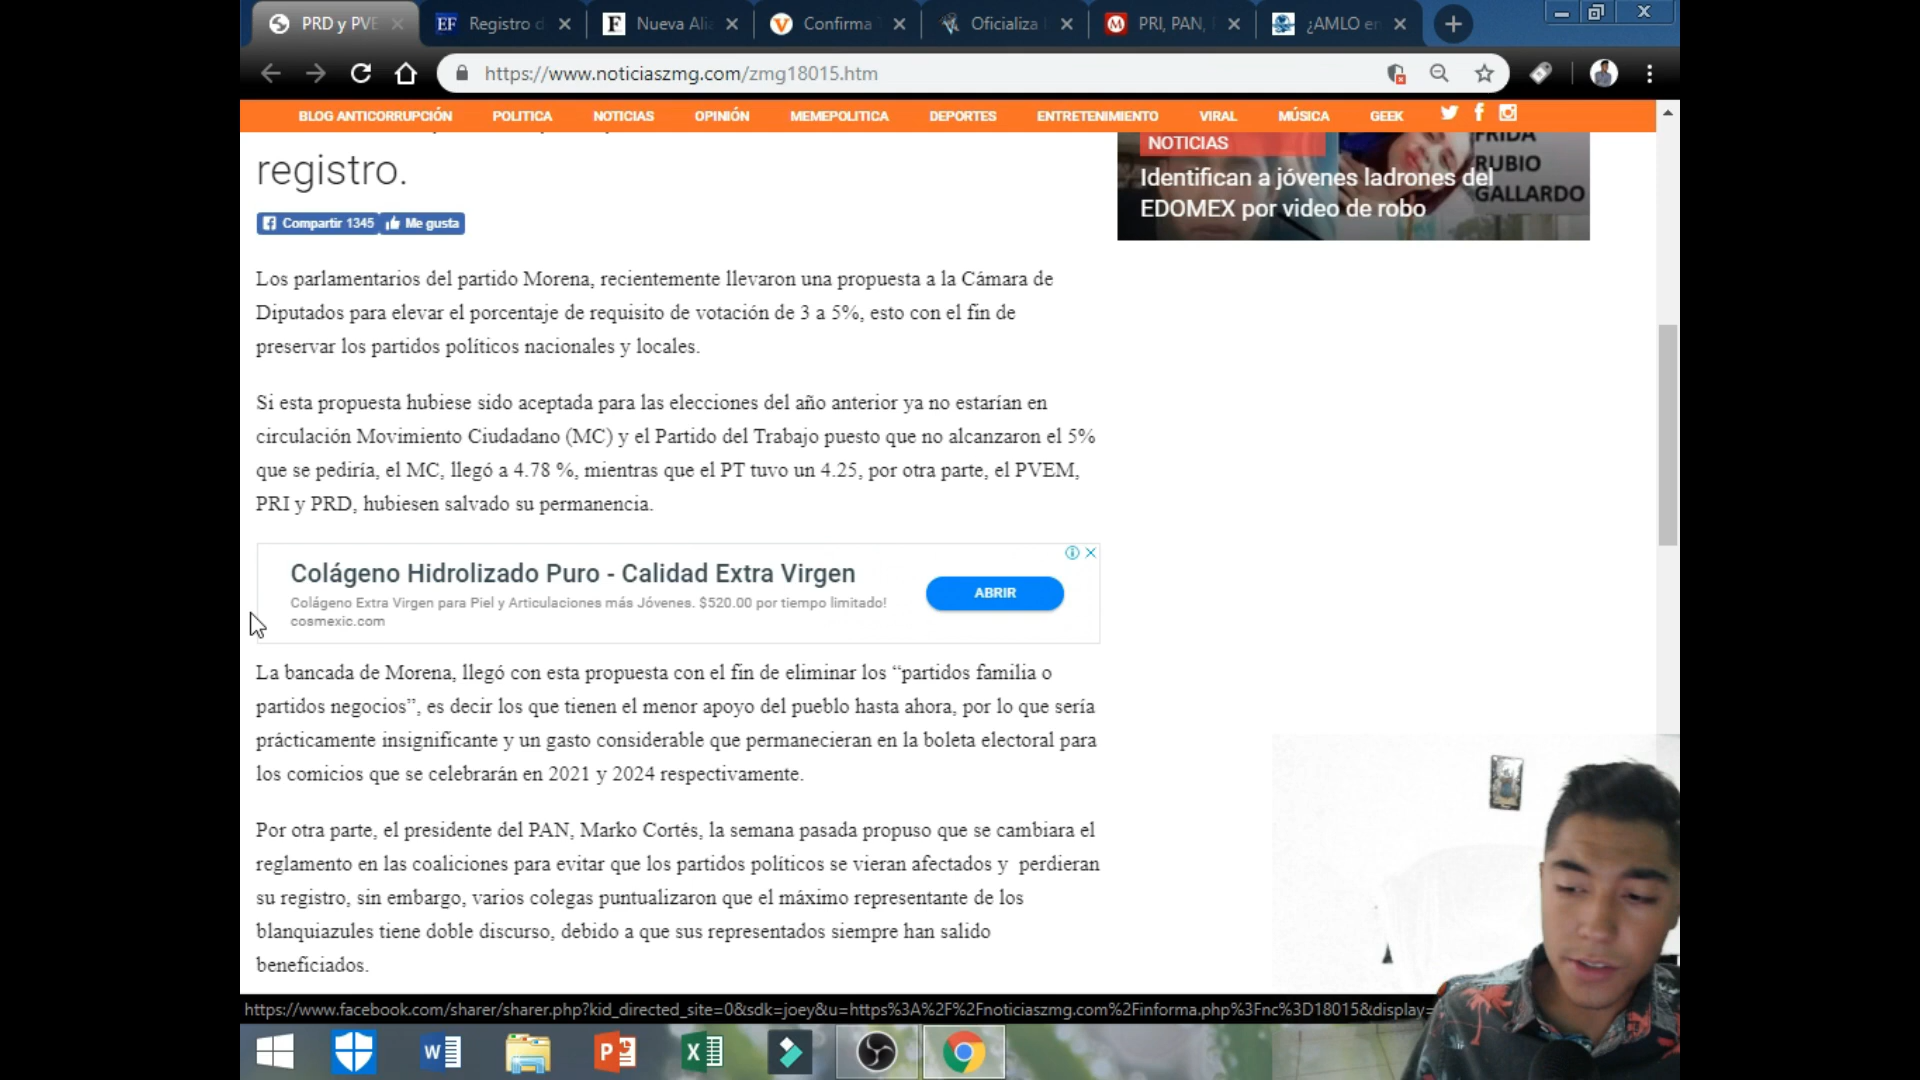 PRD y PVE
Registro d
Nueva Alia
Confirma
Oficializa
PRI, PAN,
¿AMLO en
https://www.noticiaszmg.com/zmg18015.htm
BLOG ANTICORRUPCIÓN POLITICA NOTICIAS OPINIÓN MEMEPOLITICA DEPORTES ENTRETENIMIENTO VIRAL MÚSICA GEEK
registro.
Compartir 1345 Me gusta
Los parlamentarios del partido Morena, recientemente llevaron una propuesta a la Cámara de
Diputados para elevar el porcentaje de requisito de votación de 3 a 5%, esto con el fin de
preservar los partidos políticos nacionales y locales.
Si esta propuesta hubiese sido aceptada para las elecciones del año anterior ya no estarían en
circulación Movimiento Ciudadano (MC) y el Partido del Trabajo puesto que no alcanzaron el 5%
que se pediría, el MC, llegó a 4.78 %, mientras que el PT tuvo un 4.25, por otra parte, el PVEM,
PRI y PRD, hubiesen salvado su permanencia.
Colágeno Hidrolizado Puro - Calidad Extra Virgen
Colágeno Extra Virgen para Piel y Articulaciones más Jóvenes. $520.00 por tiempo limitado!
cosmexic.com
ABRIR
La bancada de Morena, llegó con esta propuesta con el fin de eliminar los “partidos familia o
partidos negocios”, es decir los que tienen el menor apoyo del pueblo hasta ahora, por lo que sería
prácticamente insignificante y un gasto considerable que permanecieran en la boleta electoral para
los comicios que se celebrarán en 2021 y 2024 respectivamente.
Por otra parte, el presidente del PAN, Marko Cortés, la semana pasada propuso que se cambiara el
reglamento en las coaliciones para evitar que los partidos políticos se vieran afectados y perdieran
su registro, sin embargo, varios colegas puntualizaron que el máximo representante de los
blanquiazules tiene doble discurso, debido a que sus representados siempre han salido
beneficiados.
NOTICIAS
FRIDA
RUBIO
GALLARDO
Identifican a jóvenes ladrones del
EDOMEX por video de robo
https://www.facebook.com/sharer/sharer.php?kid_directed_site=0&sdk=joey&u=https%3A%2F%2Fnoticiaszmg.com%2Finforma.php%3Fnc%3D18015&display=